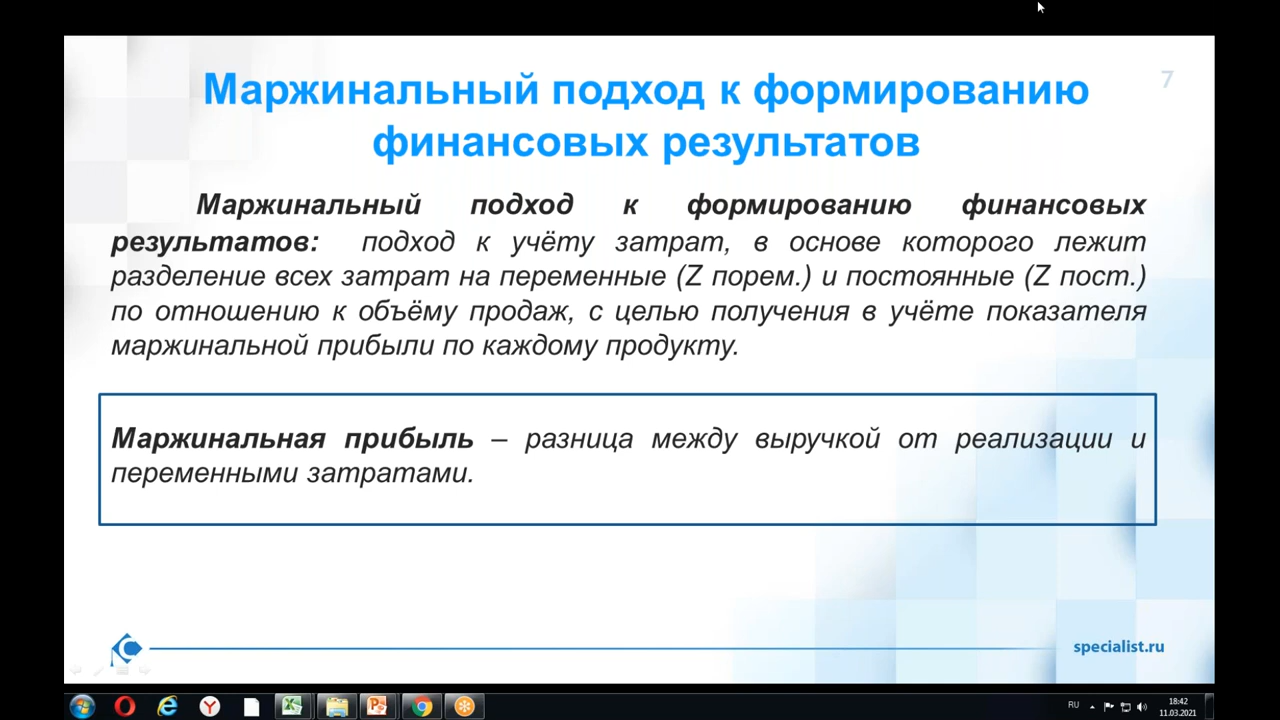 Маржинальный подход к формированию
7
финансовых результатов
Маржинальный подход к формированию финансовых
результатов: подход к учёту затрат, в основе которого лежит
разделение всех затрат на переменные (Z порем.) и постоянные (Z пост.)
по отношению к объёму продаж, с целью получения в учёте показателя
маржинальной прибыли по каждому продукту.
Маржинальная прибыль – разница между выручкой от реализации и
переменными затратами.
specialist.ru
RU
18:42
11.03.2021